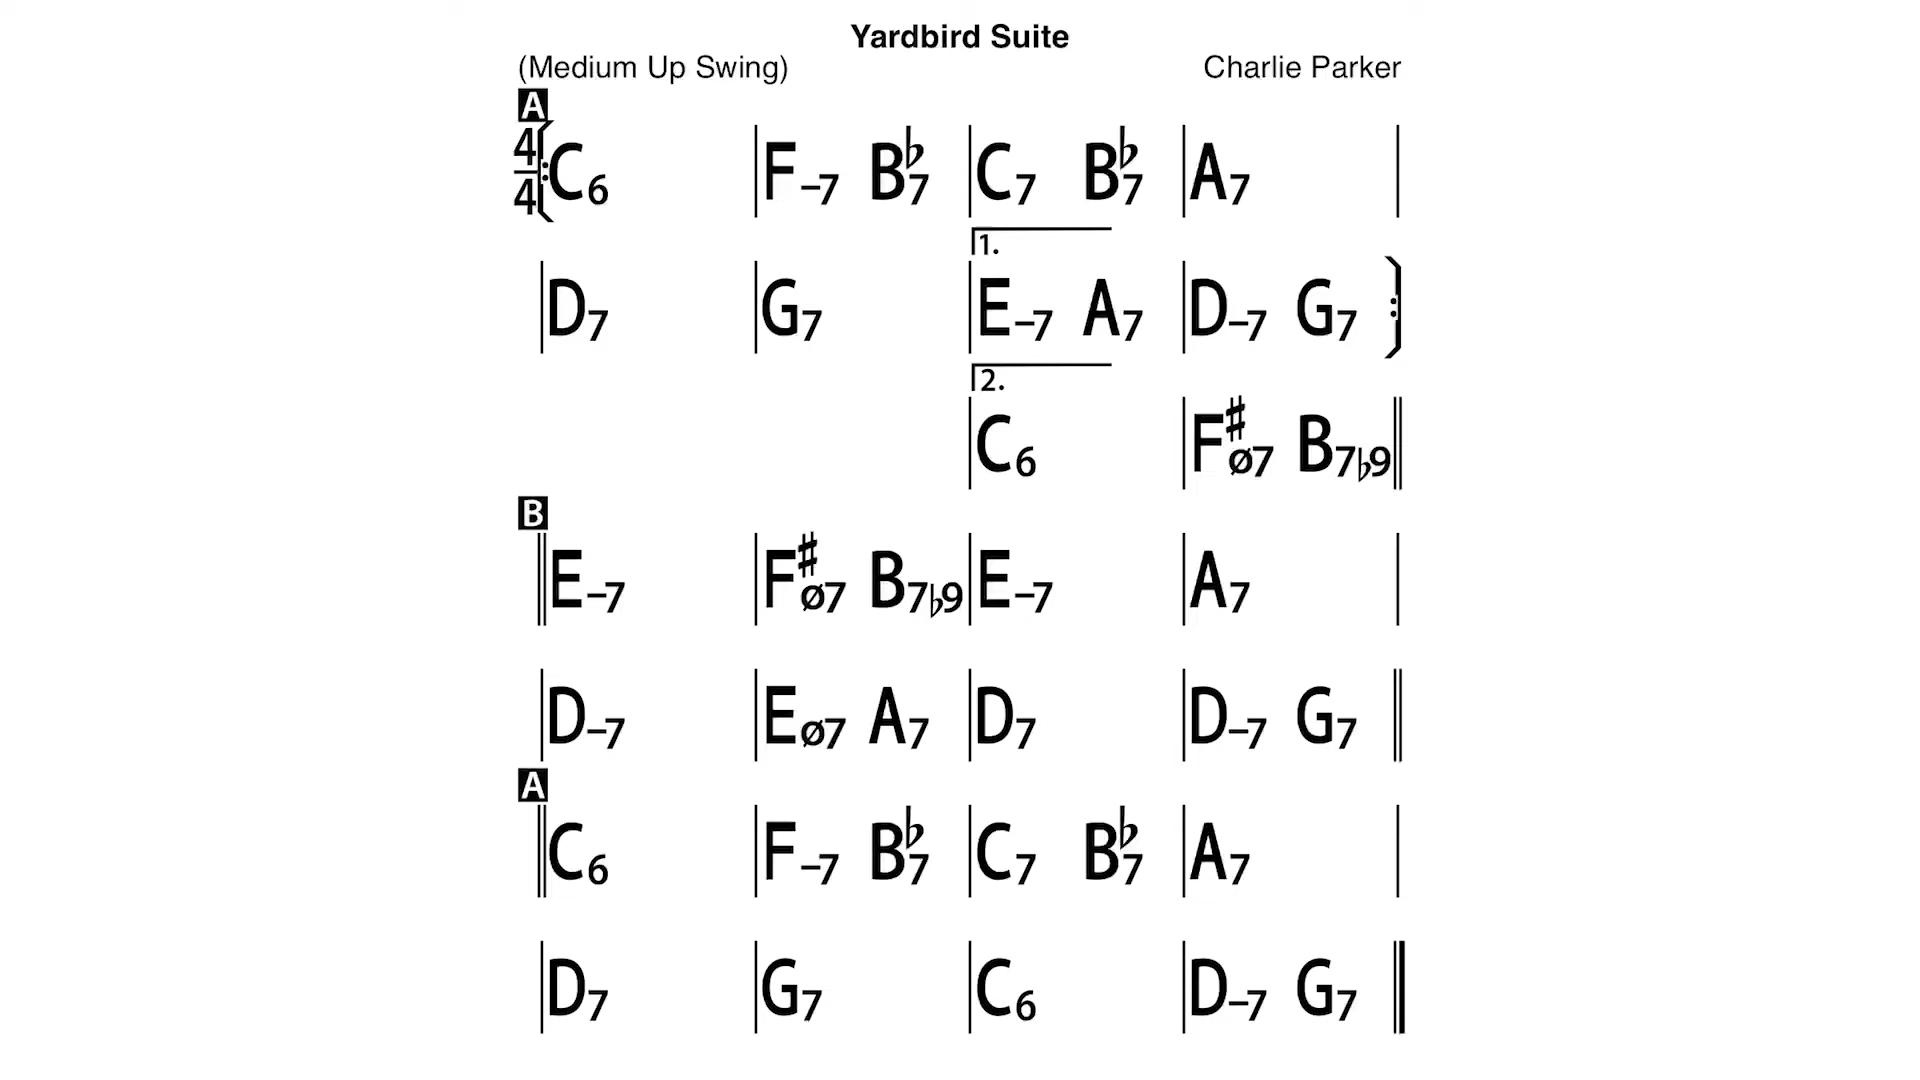 Yardbird Suite
(Medium Up Swing) Charlie Parker
A
4/4 C6 F–7 B♭7 C7 B♭7 A7
1.
D7 G7 E–7 A7 D–7 G7
2.
C6 F♯ø7 B7♭9
B
E–7 F♯ø7 B7♭9 E–7 A7
D–7 Eø7 A7 D7 D–7 G7
A
C6 F–7 B♭7 C7 B♭7 A7
D7 G7 C6 D–7 G7